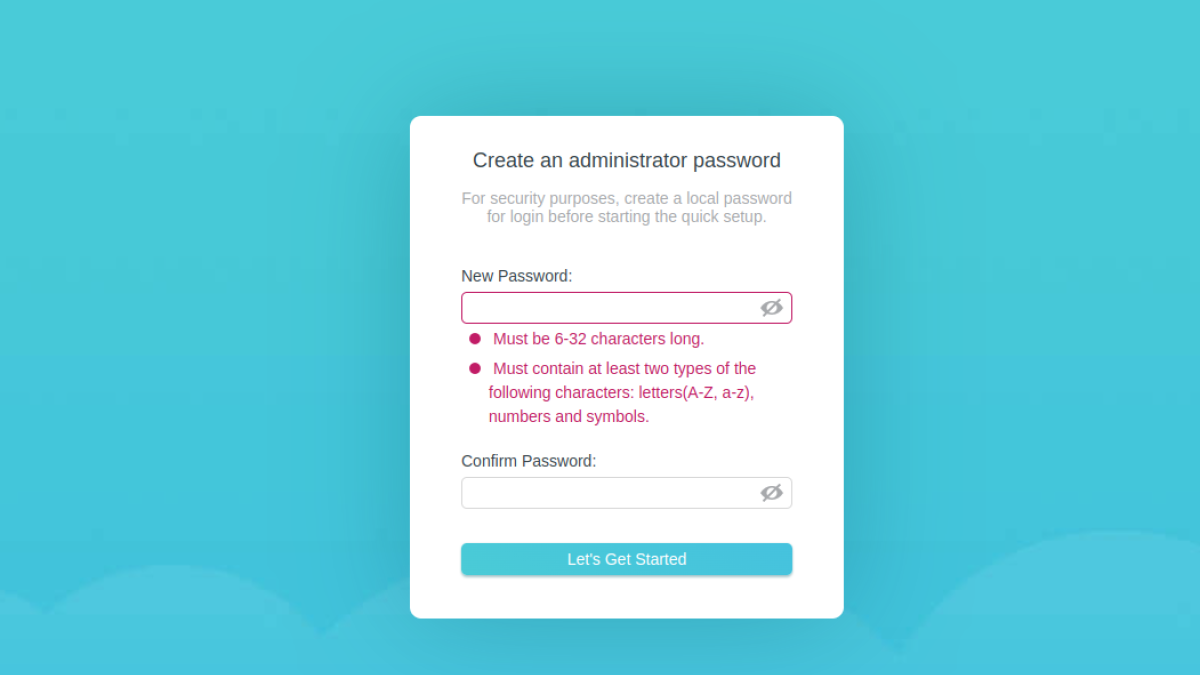 Create an administrator password
For security purposes, create a local password
for login before starting the quick setup.
New Password:
Must be 6-32 characters long.
Must contain at least two types of the
following characters: letters(A-Z, a-z),
numbers and symbols.
Confirm Password:
Let's Get Started